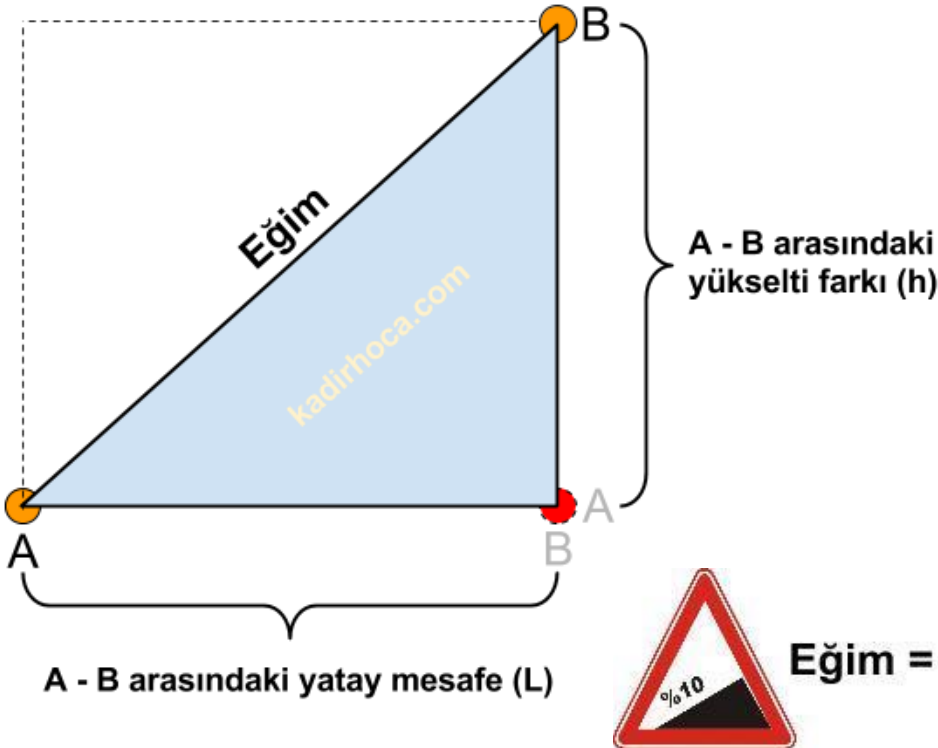 B
Eğim
A - B arasındaki
yükselti farkı (h)
kadirhoca.com
A
A
B
A - B arasındaki yatay mesafe (L)
%10
Eğim =